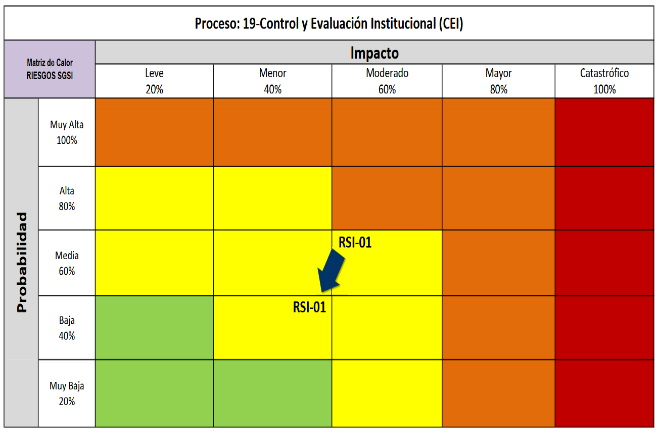 Proceso: 19-Control y Evaluación Institucional (CEI)
Matriz de Calor
RIESGOS SGSI
Impacto
Leve
20%
Menor
40%
Moderado
60%
Mayor
80%
Catastrófico
100%
Probabilidad
Muy Alta
100%
Alta
80%
Media
60%
RSI-01
Baja
40%
RSI-01
Muy Baja
20%